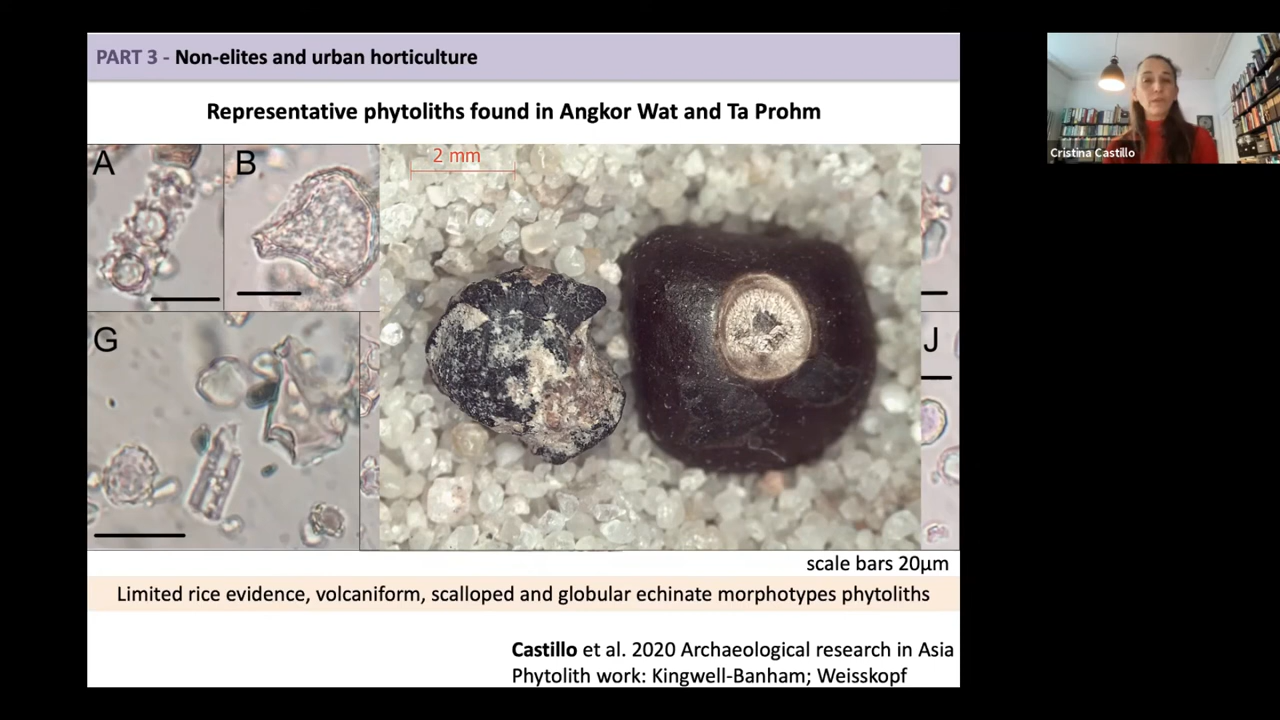 PART 3 - Non-elites and urban horticulture
Representative phytoliths found in Angkor Wat and Ta Prohm
A
B
2 mm
Cristina Castillo
G
J
scale bars 20µm
Limited rice evidence, volcaniform, scalloped and globular echinate morphotypes phytoliths
Castillo et al. 2020 Archaeological research in Asia
Phytolith work: Kingwell-Banham; Weisskopf